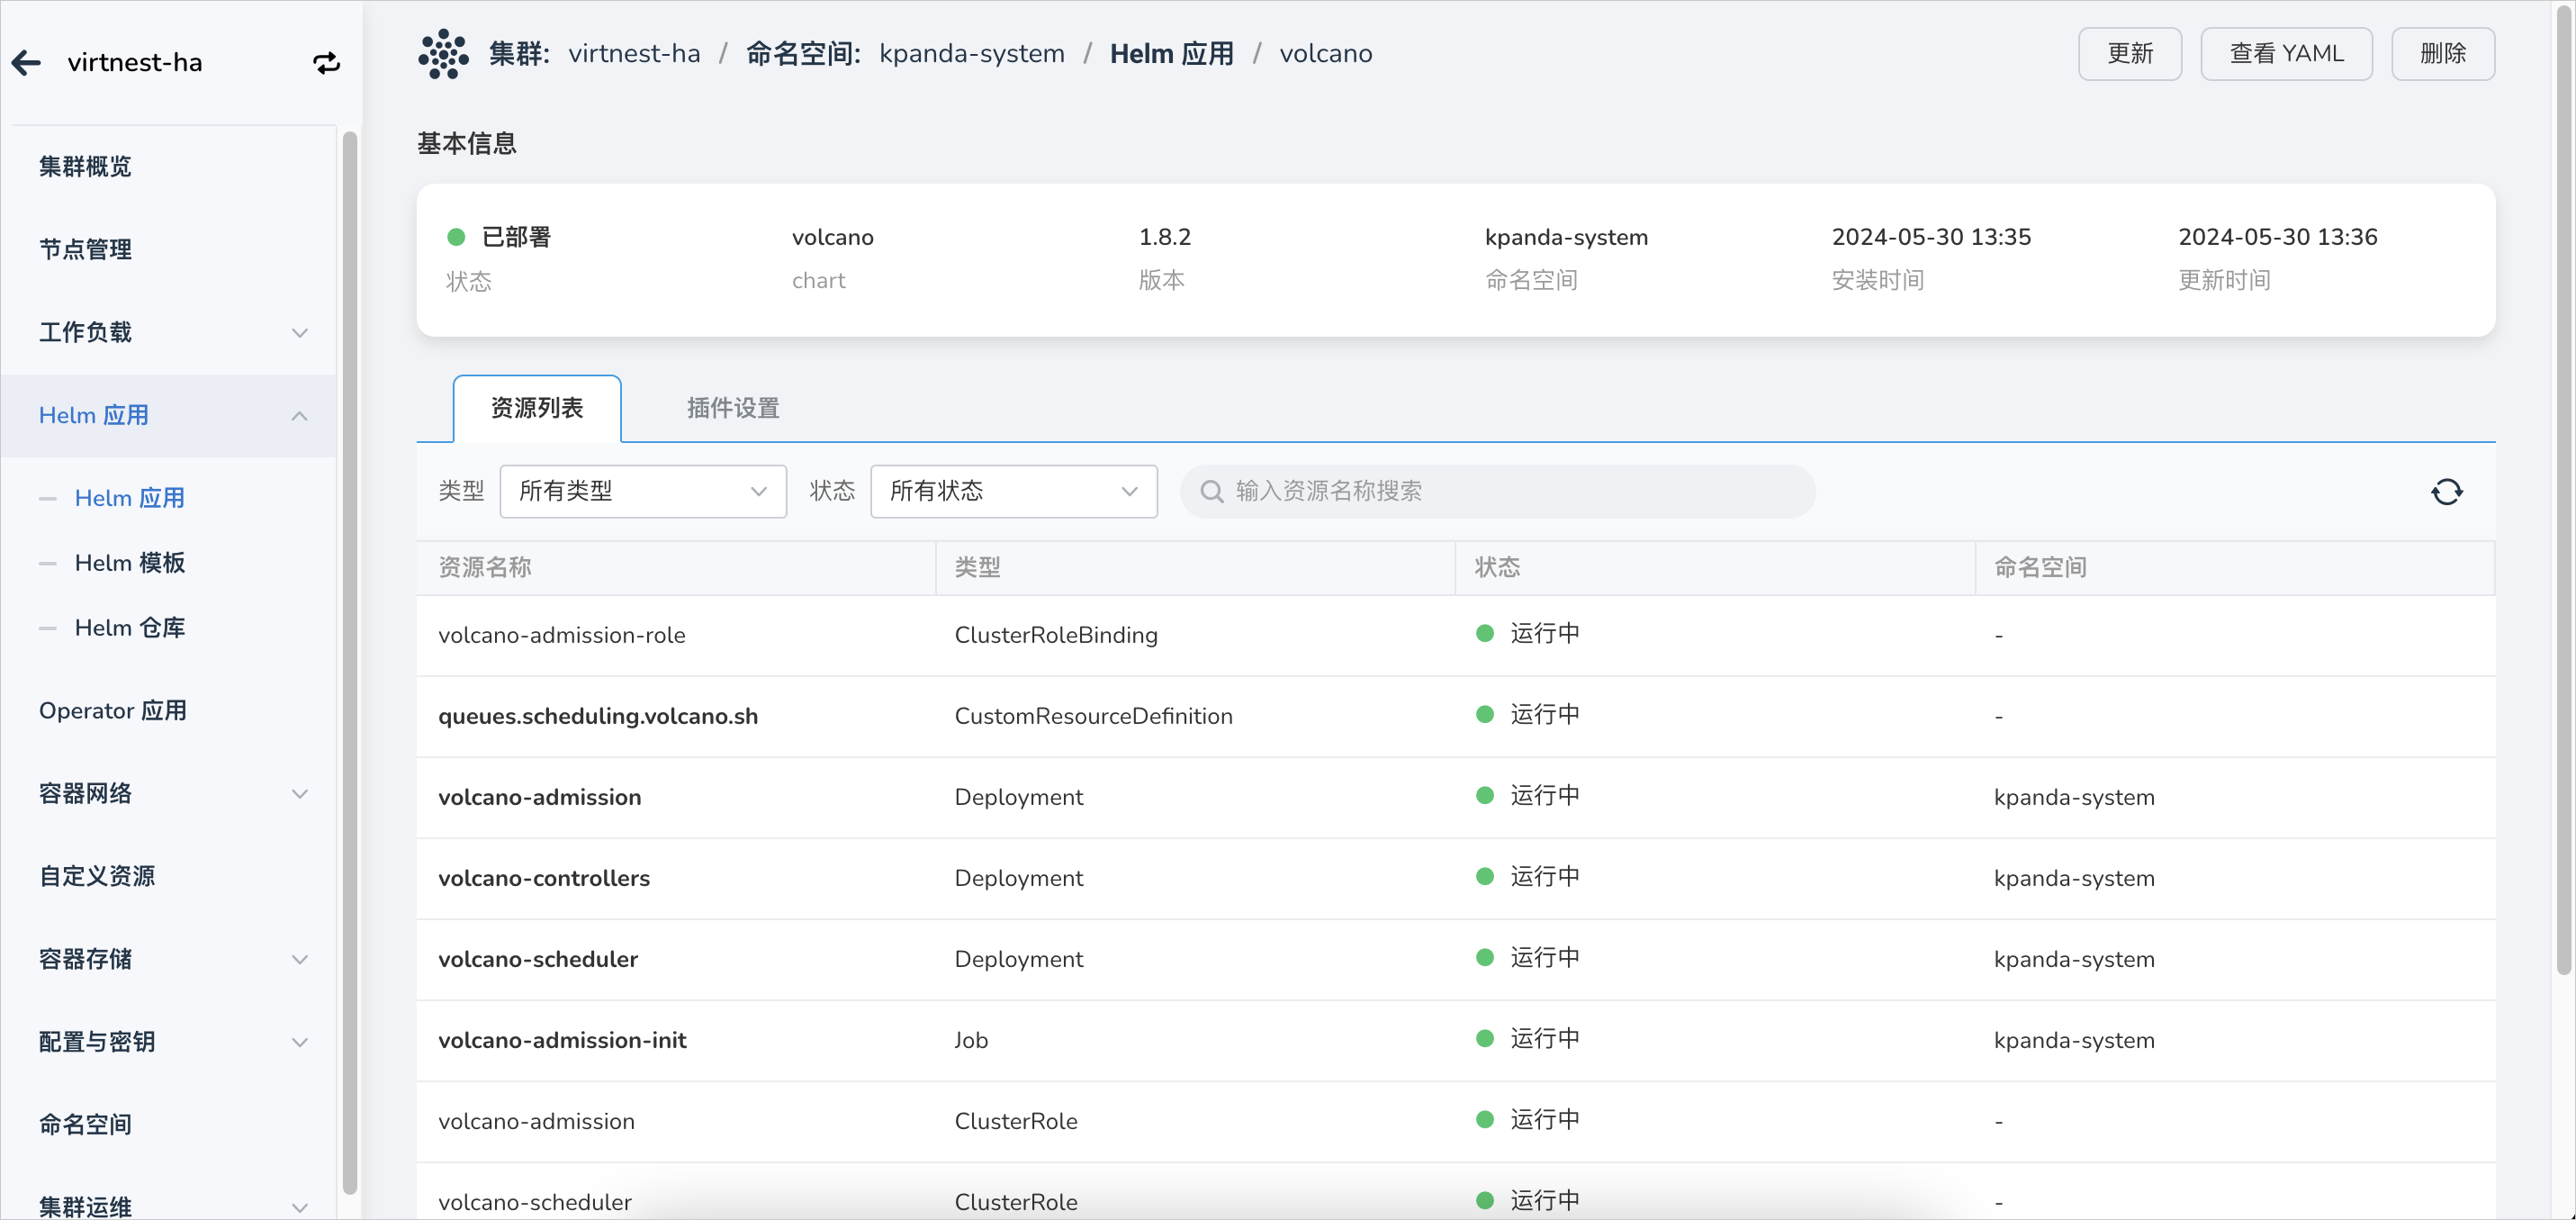 virtnest-ha
集群概览
节点管理
工作负载
Helm 应用
Helm 应用
Helm 模板
Helm 仓库
Operator 应用
容器网络
自定义资源
容器存储
配置与密钥
命名空间
集群运维
集群: virtnest-ha / 命名空间: kpanda-system / Helm 应用 / volcano
更新 查看 YAML 删除
基本信息
已部署 volcano 1.8.2 kpanda-system 2024-05-30 13:35 2024-05-30 13:36
状态 chart 版本 命名空间 安装时间 更新时间
资源列表 插件设置
类型 所有类型 状态 所有状态 输入资源名称搜索
资源名称 类型 状态 命名空间
volcano-admission-role ClusterRoleBinding 运行中 -
queues.scheduling.volcano.sh CustomResourceDefinition 运行中 -
volcano-admission Deployment 运行中 kpanda-system
volcano-controllers Deployment 运行中 kpanda-system
volcano-scheduler Deployment 运行中 kpanda-system
volcano-admission-init Job 运行中 kpanda-system
volcano-admission ClusterRole 运行中 -
volcano-scheduler ClusterRole 运行中 -